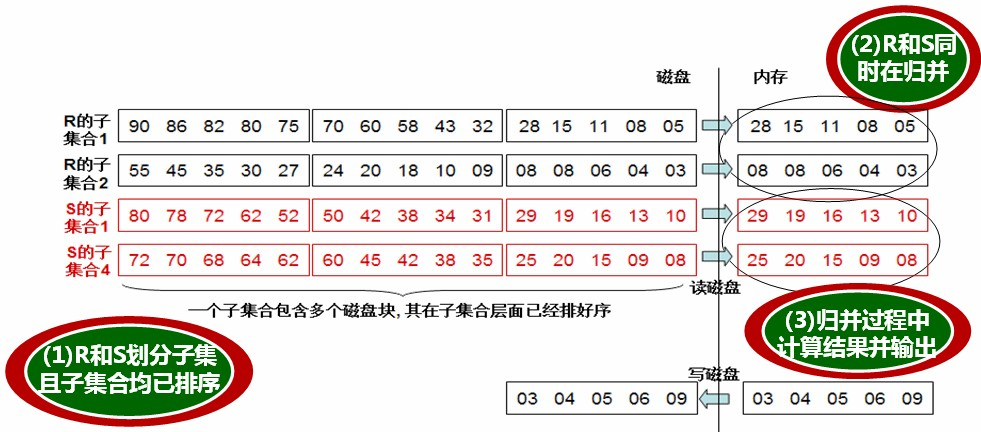 (2)R和S同
时在归并
磁盘 内存
R的子
集合1
90 86 82 80 75 70 60 58 43 32 28 15 11 08 05 28 15 11 08 05
R的子
集合2
55 45 35 30 27 24 20 18 10 09 08 08 06 04 03 08 08 06 04 03
S的子
集合1
80 78 72 62 52 50 42 38 34 31 29 19 16 13 10 29 19 16 13 10
S的子
集合4
72 70 68 64 62 60 45 42 38 35 25 20 15 09 08 25 20 15 09 08
读磁盘
一个子集合包含多个磁盘块, 其在子集合层面已经排好序
(3)归并过程中
计算结果并输出
(1)R和S划分子集
且子集合均已排序
写磁盘
03 04 05 06 09 03 04 05 06 09